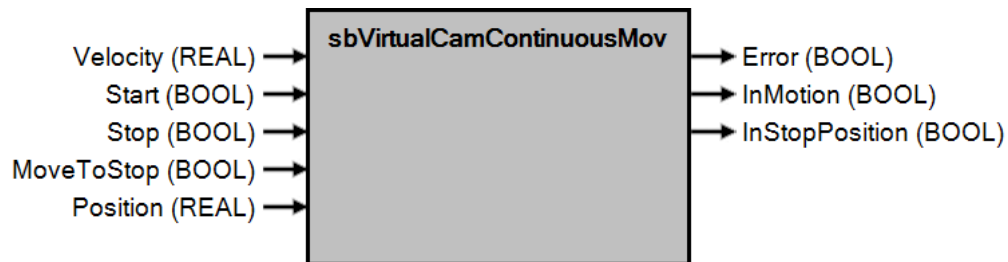 sbVirtualCamContinuousMov
Velocity (REAL)
Start (BOOL)
Stop (BOOL)
MoveToStop (BOOL)
Position (REAL)
Error (BOOL)
InMotion (BOOL)
InStopPosition (BOOL)